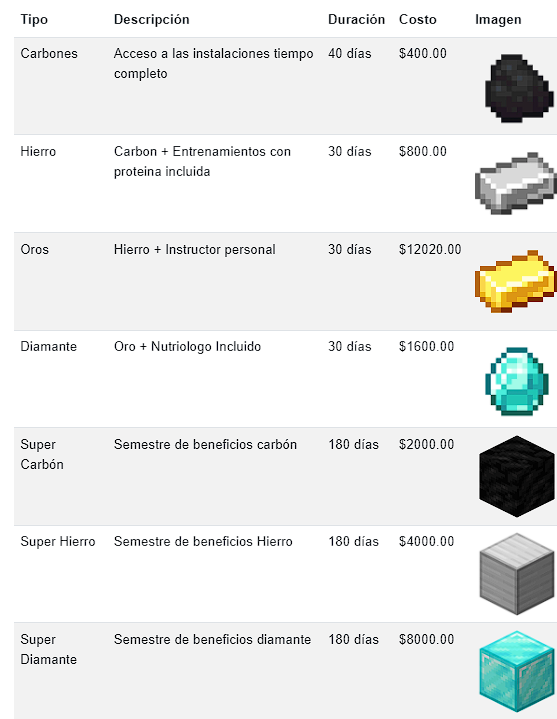 Tipo Descripción Duración Costo Imagen
Carbones Acceso a las instalaciones tiempo 40 días $400.00
completo
Hierro Carbon + Entrenamientos con 30 días $800.00
proteina incluida
Oros Hierro + Instructor personal 30 días $12020.00
Diamante Oro + Nutriologo Incluido 30 días $1600.00
Super Semestre de beneficios carbón 180 días $2000.00
Carbón
Super Hierro Semestre de beneficios Hierro 180 días $4000.00
Super Semestre de beneficios diamante 180 días $8000.00
Diamante